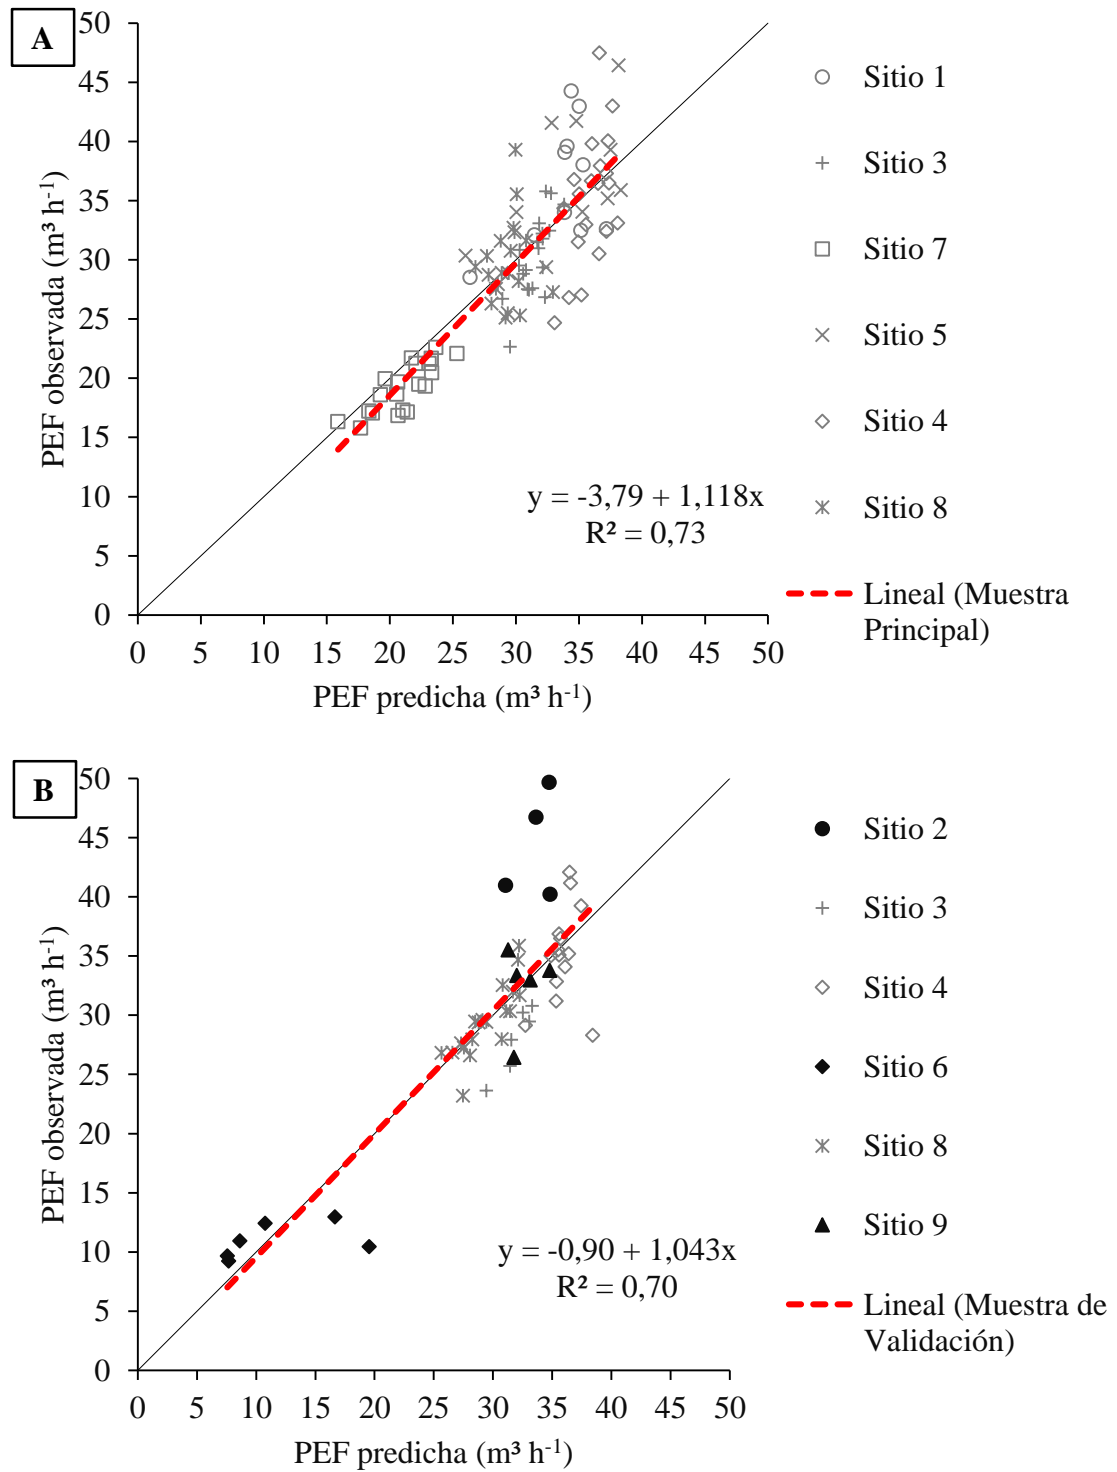 A
50
45
40
35
30
25
20
15
10
5
0
PEF observada (m³ h⁻¹)
0 5 10 15 20 25 30 35 40 45 50
PEF predicha (m³ h⁻¹)
y = -3,79 + 1,118x
R² = 0,73
Sitio 1
Sitio 3
Sitio 7
Sitio 5
Sitio 4
Sitio 8
Lineal (Muestra
Principal)
B
50
45
40
35
30
25
20
15
10
5
0
PEF observada (m³ h⁻¹)
0 5 10 15 20 25 30 35 40 45 50
PEF predicha (m³ h⁻¹)
y = -0,90 + 1,043x
R² = 0,70
Sitio 2
Sitio 3
Sitio 4
Sitio 6
Sitio 8
Sitio 9
Lineal (Muestra de
Validación)